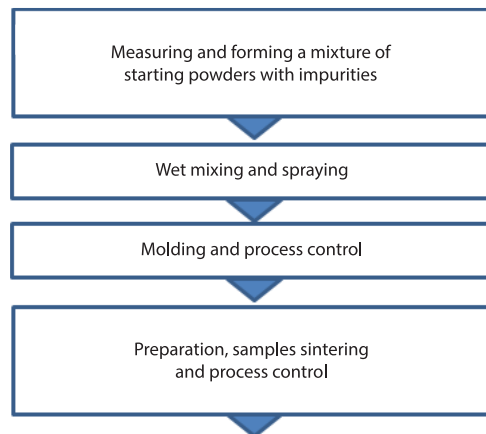 Measuring and forming a mixture of
starting powders with impurities
Wet mixing and spraying
Molding and process control
Preparation, samples sintering
and process control